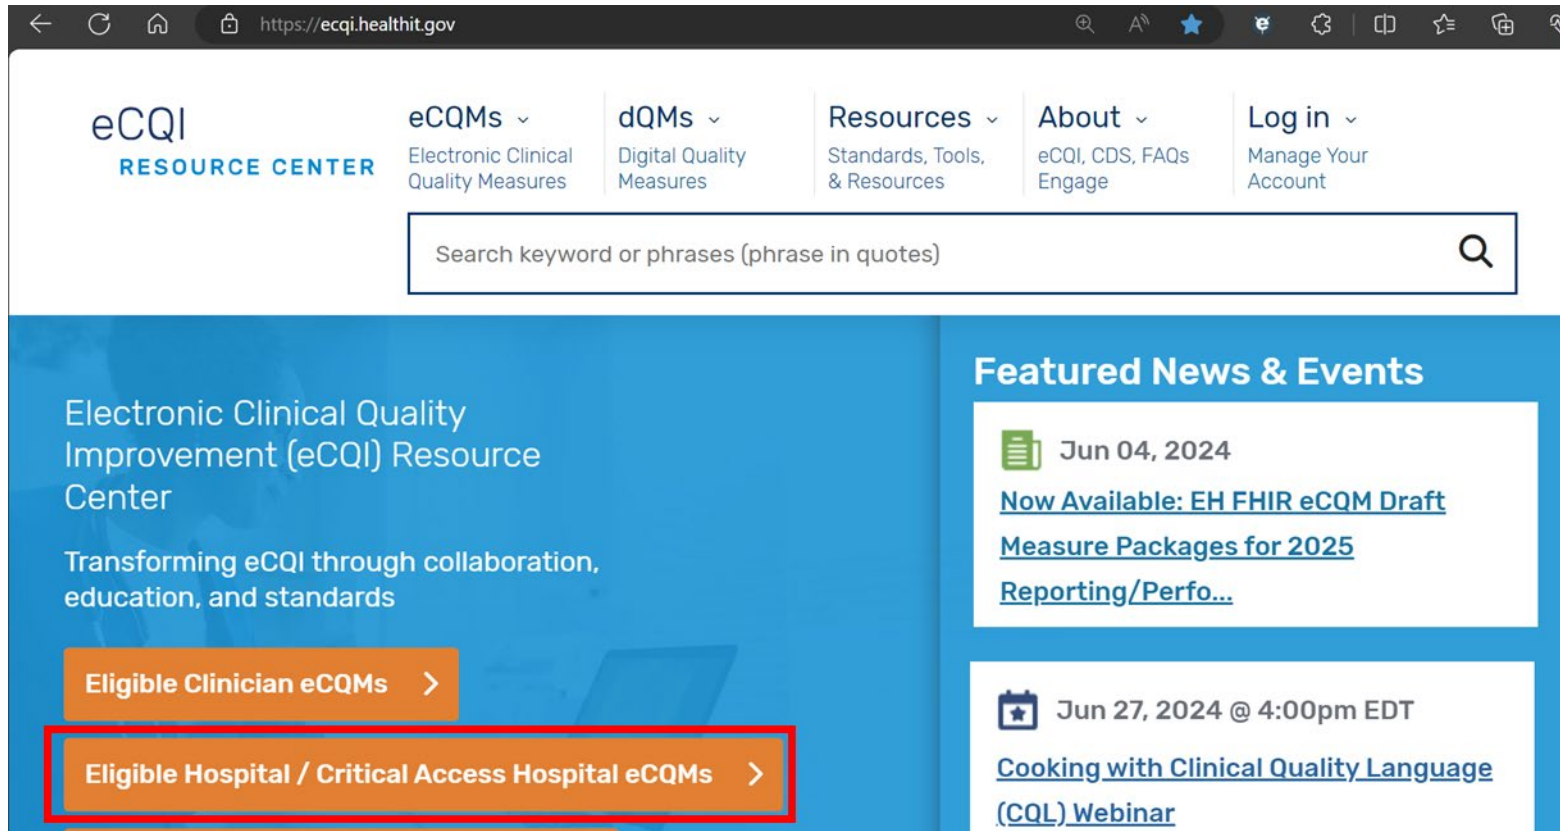 https://ecqi.healthit.gov
eCQI
RESOURCE CENTER
eCQMs
Electronic Clinical
Quality Measures
dQMs
Digital Quality
Measures
Resources
Standards, Tools,
& Resources
About
eCQI, CDS, FAQs
Engage
Log in
Manage Your
Account
Search keyword or phrases (phrase in quotes)
Electronic Clinical Quality
Improvement (eCQI) Resource
Center
Transforming eCQI through collaboration,
education, and standards
Eligible Clinician eCQMs
Eligible Hospital / Critical Access Hospital eCQMs
Featured News & Events
Jun 04, 2024
Now Available: EH FHIR eCQM Draft
Measure Packages for 2025
Reporting/Perfo...
Jun 27, 2024 @ 4:00pm EDT
Cooking with Clinical Quality Language
(CQL) Webinar